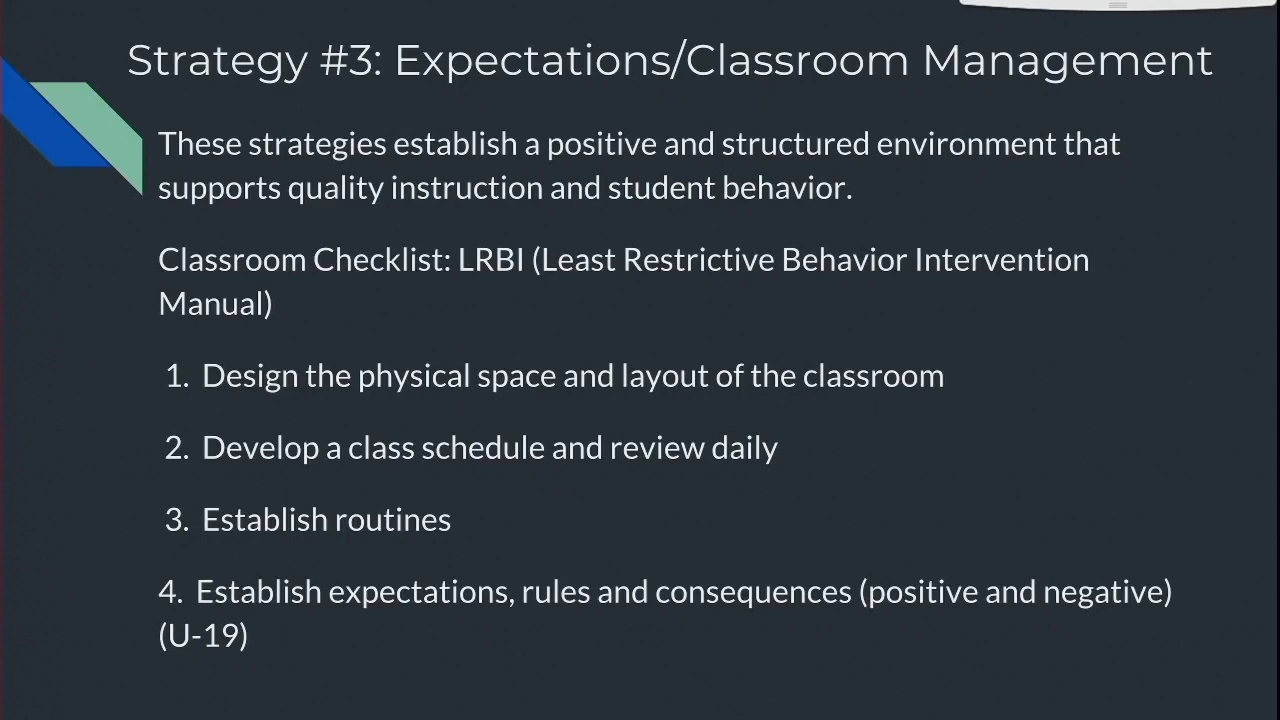 Strategy #3: Expectations/Classroom Management
These strategies establish a positive and structured environment that
supports quality instruction and student behavior.
Classroom Checklist: LRBI (Least Restrictive Behavior Intervention
Manual)
1. Design the physical space and layout of the classroom
2. Develop a class schedule and review daily
3. Establish routines
4. Establish expectations, rules and consequences (positive and negative)
(U-19)